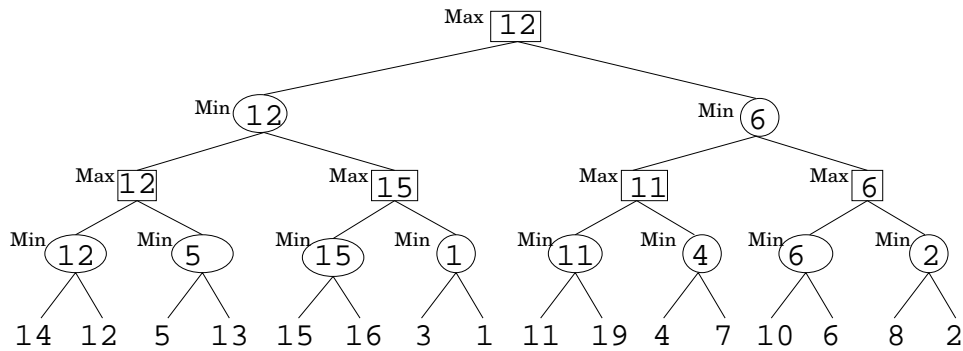 Max 12
Min 12 Min 6
Max 12 Max 15 Max 11 Max 6
Min 12 Min 5 Min 15 Min 1 Min 11 Min 4 Min 6 Min 2
14 12 5 13 15 16 3 1 11 19 4 7 10 6 8 2